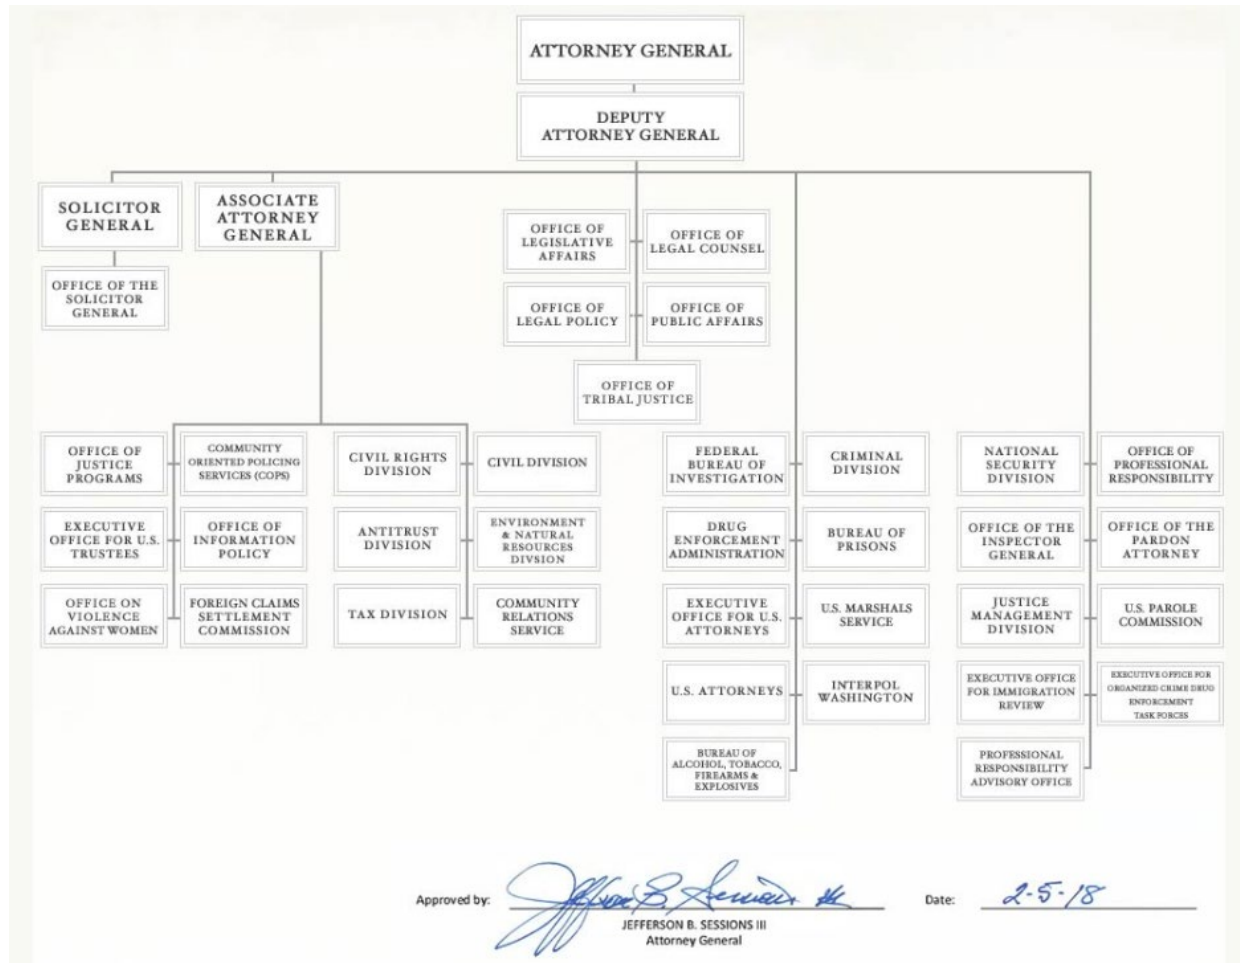 ATTORNEY GENERAL
DEPUTY
ATTORNEY GENERAL
SOLICITOR
GENERAL
ASSOCIATE
ATTORNEY
GENERAL
OFFICE OF THE
SOLICITOR
GENERAL
OFFICE OF
LEGISLATIVE
AFFAIRS
OFFICE OF
LEGAL COUNSEL
OFFICE OF
LEGAL POLICY
OFFICE OF
PUBLIC AFFAIRS
OFFICE OF
TRIBAL JUSTICE
OFFICE OF
JUSTICE
PROGRAMS
COMMUNITY
ORIENTED POLICING
SERVICES (COPS)
CIVIL RIGHTS
DIVISION
CIVIL DIVISION
FEDERAL
BUREAU OF
INVESTIGATION
CRIMINAL
DIVISION
NATIONAL
SECURITY
DIVISION
OFFICE OF
PROFESSIONAL
RESPONSIBILITY
EXECUTIVE
OFFICE FOR U.S.
TRUSTEES
OFFICE OF
INFORMATION
POLICY
ANTITRUST
DIVISION
ENVIRONMENT
& NATURAL
RESOURCES
DIVSION
DRUG
ENFORCEMENT
ADMINISTRATION
BUREAU OF
PRISONS
OFFICE OF THE
INSPECTOR
GENERAL
OFFICE OF THE
PARDON
ATTORNEY
OFFICE ON
VIOLENCE
AGAINST WOMEN
FOREIGN CLAIMS
SETTLEMENT
COMMISSION
TAX DIVISION
COMMUNITY
RELATIONS
SERVICE
EXECUTIVE
OFFICE FOR U.S.
ATTORNEYS
U.S. MARSHALS
SERVICE
JUSTICE
MANAGEMENT
DIVISION
U.S. PAROLE
COMMISSION
U.S. ATTORNEYS
INTERPOL
WASHINGTON
EXECUTIVE OFFICE
FOR IMMIGRATION
REVIEW
EXECUTIVE OFFICE FOR
ORGANIZED CRIME DRUG
ENFORCEMENT
TASK FORCES
BUREAU OF
ALCOHOL, TOBACCO,
FIREARMS &
EXPLOSIVES
PROFESSIONAL
RESPONSIBILITY
ADVISORY OFFICE
Approved by: Jefferson B. Sessions III Date: 2-5-18
JEFFERSON B. SESSIONS III
Attorney General